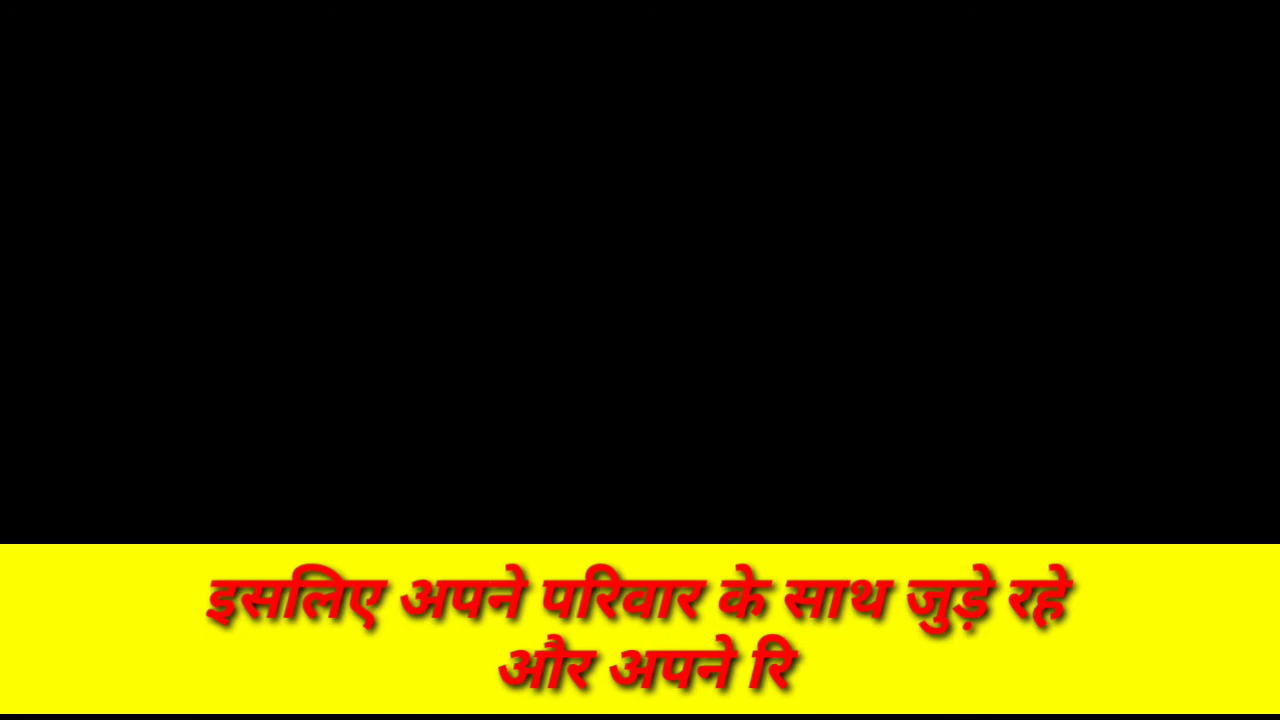 इसलिए अपने परिवार के साथ जुड़े रहे
और अपने रि